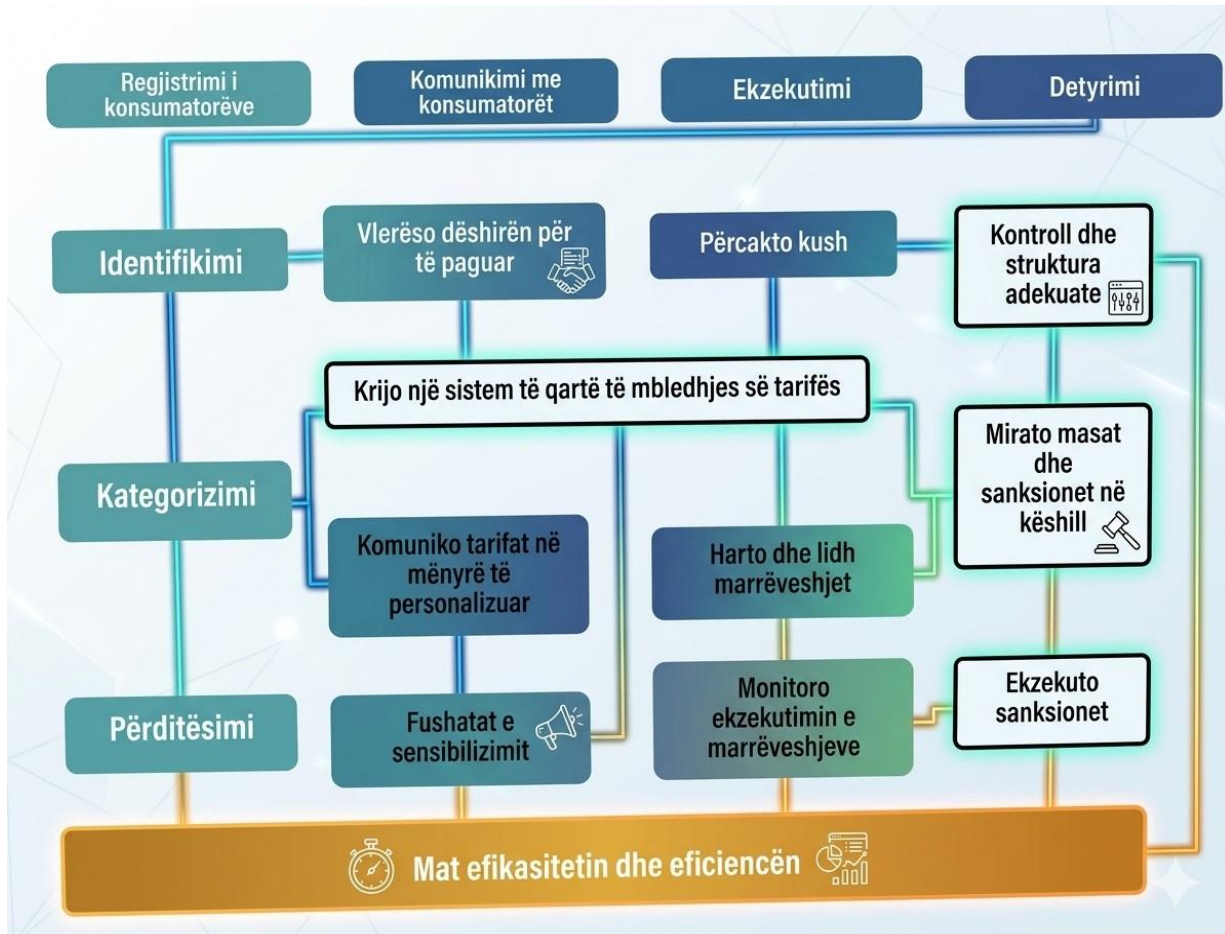 Regjistrimi i
konsumatorëve
Komunikimi me
konsumatorët
Ekzekutimi
Detyrimi
Identifikimi
Vlerëso dëshirën për
të paguar
Përcakto kush
Kontroll dhe
struktura
adekuate
Krijo një sistem të qartë të mbledhjes së tarifës
Kategorizimi
Komuniko tarifat në
mënyrë të
personalizuar
Harto dhe lidh
marrëveshjet
Mirato masat
dhe
sanksionet në
këshill
Përditësimi
Fushatat e
sensibilizimit
Monitoro
ekzekutimin e
marrëveshjeve
Ekzekuto
sanksionet
Mat efikasitetin dhe eficiencën